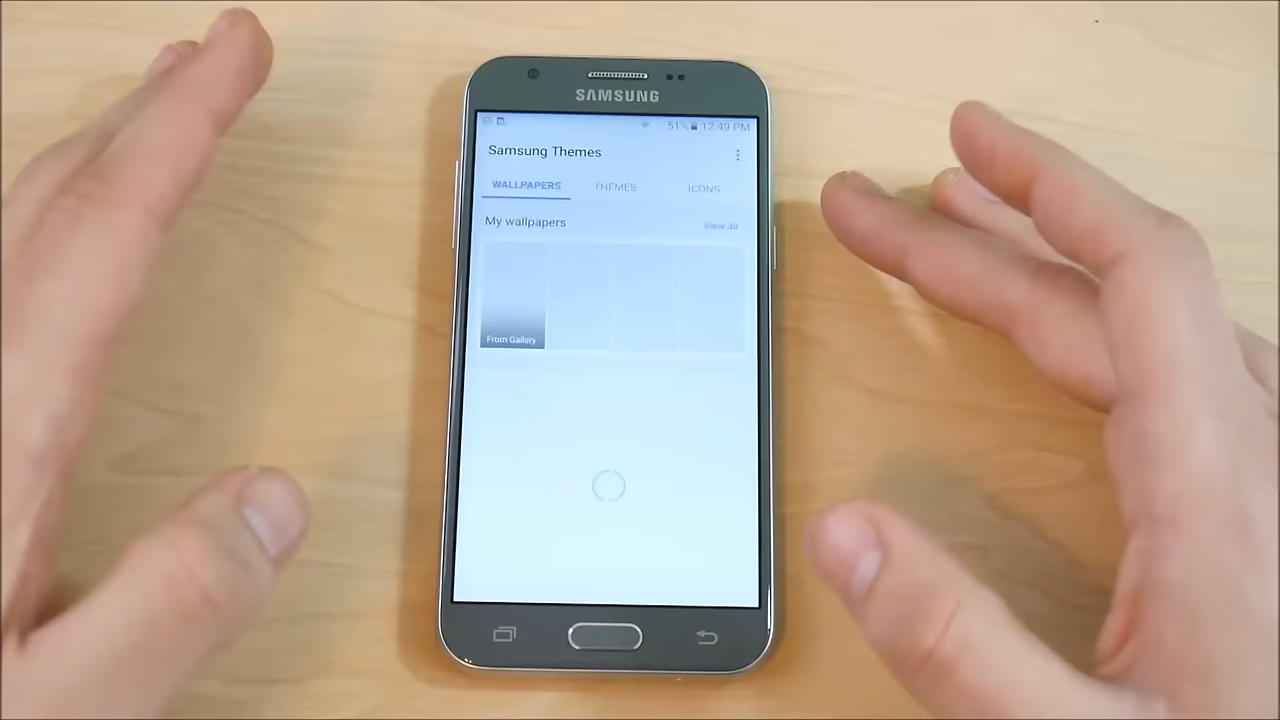 SAMSUNG
51% 12:49 PM
Samsung Themes
WALLPAPERS THEMES ICONS
My wallpapers View all
From Gallery